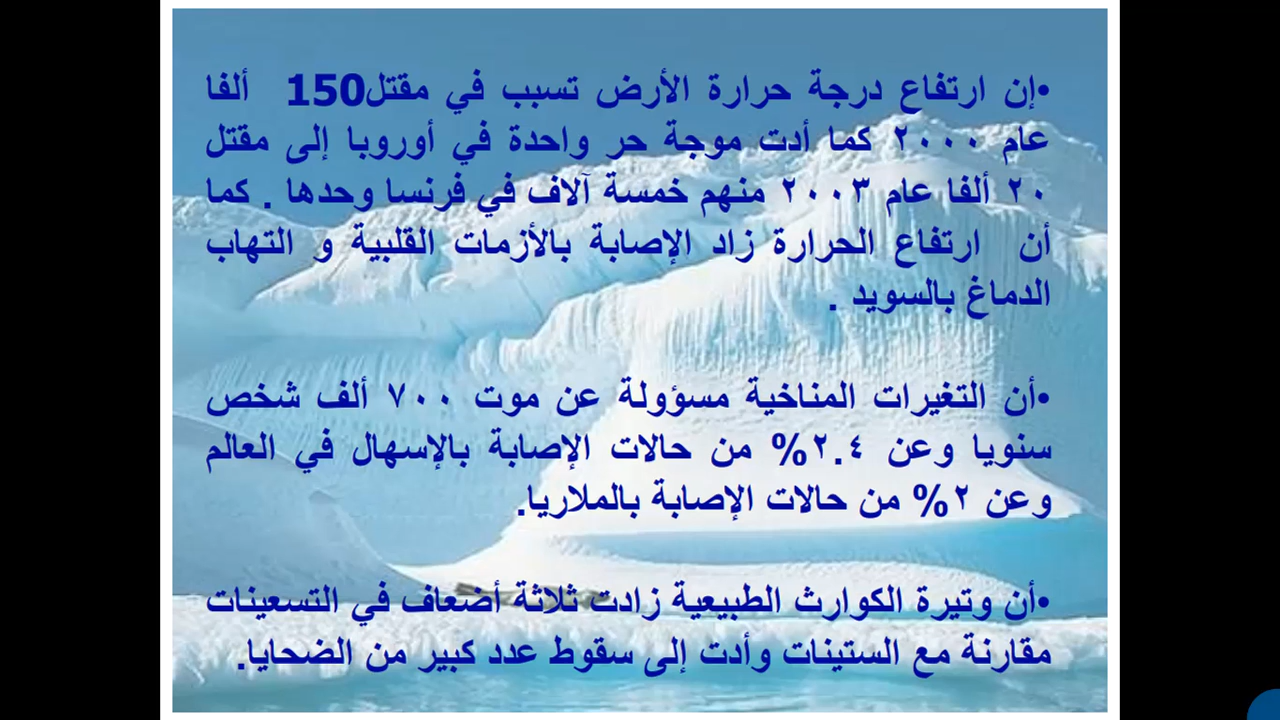 •إن ارتفاع درجة حرارة الأرض تسبب في مقتل150 ألفا
عام ٢٠٠٠ كما أدت موجة حر واحدة في أوروبا إلى مقتل
٢٠ ألفا عام ٢٠٠٣ منهم خمسة آلاف في فرنسا وحدها . كما
أن ارتفاع الحرارة زاد الإصابة بالأزمات القلبية و التهاب
الدماغ بالسويد .
•أن التغيرات المناخية مسؤولة عن موت ٧٠٠ ألف شخص
سنويا وعن ٢.٤% من حالات الإصابة بالإسهال في العالم
وعن ٢% من حالات الإصابة بالملاريا.
•أن وتيرة الكوارث الطبيعية زادت ثلاثة أضعاف في التسعينات
مقارنة مع الستينات وأدت إلى سقوط عدد كبير من الضحايا.